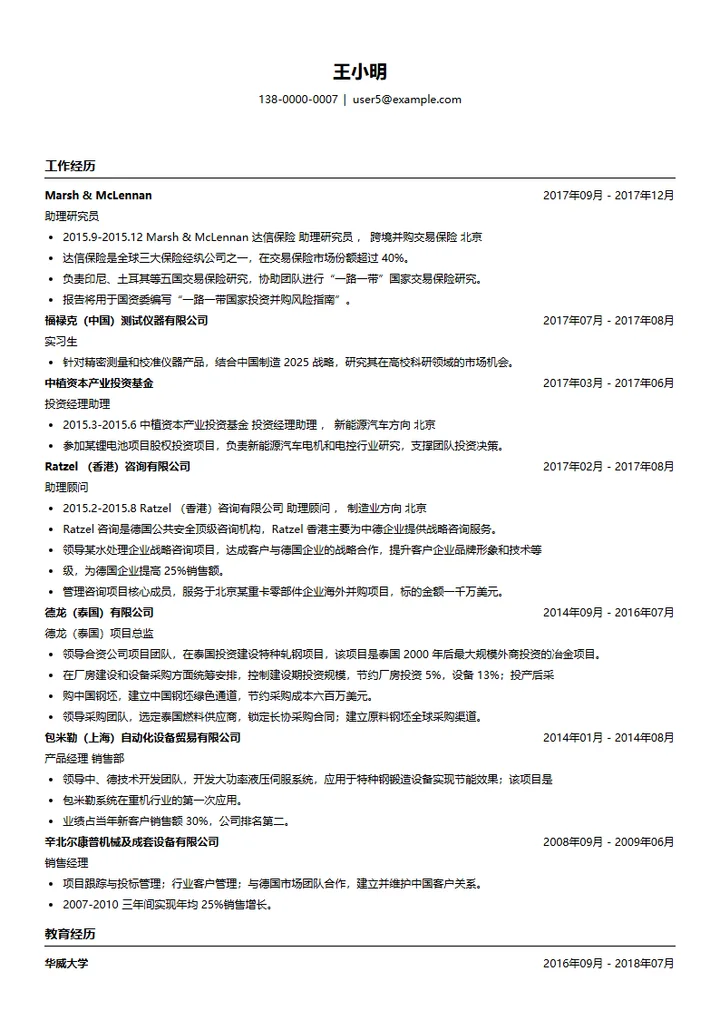 王小明
138-0000-0007 | user5@example.com
工作经历
Marsh & McLennan 2017年09月 - 2017年12月
助理研究员
• 2015.9-2015.12 Marsh & McLennan 达信保险 助理研究员 ， 跨境并购交易保险 北京
• 达信保险是全球三大保险经纨公司之一，在交易保险市场份额超过 40%。
• 负责印尼、土耳其等五国交易保险研究，协助团队进行“一路一带”国家交易保险研究。
• 报告将用于国资委编写“一路一带国家投资并购风险指南”。
福禄克（中国）测试仪器有限公司 2017年07月 - 2017年08月
实习生
• 针对精密测量和校准仪器产品，结合中国制造 2025 战略，研究其在高校科研领域的市场机会。
中植资本产业投资基金 2017年03月 - 2017年06月
投资经理助理
• 2015.3-2015.6 中植资本产业投资基金 投资经理助理 ， 新能源汽车方向 北京
• 参加某锂电池项目股权投资项目，负责新能源汽车电机和电控行业研究，支撑团队投资决策。
Ratzel （香港）咨询有限公司 2017年02月 - 2017年08月
助理顾问
• 2015.2-2015.8 Ratzel （香港）咨询有限公司 助理顾问 ， 制造业方向 北京
• Ratzel 咨询是德国公共安全顶级咨询机构，Ratzel 香港主要为中德企业提供战略咨询服务。
• 领导某水处理企业战略咨询项目，达成客户与德国企业的战略合作，提升客户企业品牌形象和技术等
• 级，为德国企业提高 25%销售额。
• 管理咨询项目核心成员，服务于北京某重卡零部件企业海外并购项目，标的金额一千万美元。
德龙（泰国）有限公司 2014年09月 - 2016年07月
德龙（泰国）项目总监
• 领导合资公司项目团队，在泰国投资建设特种轧钢项目，该项目是泰国 2000 年后最大规模外商投资的冶金项目。
• 在厂房建设和设备采购方面统筹安排，控制建设期投资规模，节约厂房投资 5%，设备 13%；投产后采
• 购中国钢坯，建立中国钢坯绿色通道，节约采购成本六百万美元。
• 领导采购团队，选定泰国燃料供应商，锁定长协采购合同；建立原料钢坯全球采购渠道。
包米勒（上海）自动化设备贸易有限公司 2014年01月 - 2014年08月
产品经理 销售部
• 领导中、德技术开发团队，开发大功率液压伺服系统，应用于特种钢锻造设备实现节能效果；该项目是
• 包米勒系统在重机行业的第一次应用。
• 业绩占当年新客户销售额 30%，公司排名第二。
辛北尔康普机械及成套设备有限公司 2008年09月 - 2009年06月
销售经理
• 项目跟踪与投标管理；行业客户管理；与德国市场团队合作，建立并维护中国客户关系。
• 2007-2010 三年间实现年均 25%销售增长。
教育经历
华威大学 2016年09月 - 2018年07月